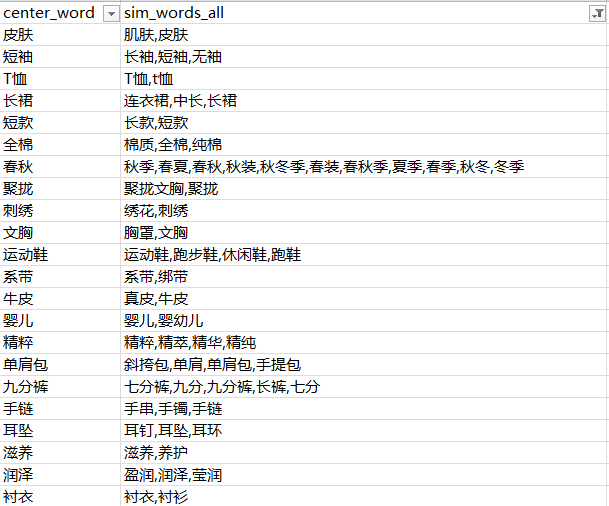 center_word sim_words_all
皮肤 肌肤,皮肤
短袖 长袖,短袖,无袖
T恤 T恤,t恤
长裙 连衣裙,中长,长裙
短款 长款,短款
全棉 棉质,全棉,纯棉
春秋 秋季,春夏,春秋,秋装,秋冬季,春装,春秋季,夏季,春季,秋冬,冬季
聚拢 聚拢文胸,聚拢
刺绣 绣花,刺绣
文胸 胸罩,文胸
运动鞋 运动鞋,跑步鞋,休闲鞋,跑鞋
系带 系带,绑带
牛皮 真皮,牛皮
婴儿 婴儿,婴幼儿
精粹 精粹,精萃,精华,精纯
单肩包 斜挎包,单肩,单肩包,手提包
九分裤 七分裤,九分,九分裤,长裤,七分
手链 手串,手镯,手链
耳坠 耳钉,耳坠,耳环
滋养 滋养,养护
润泽 盈润,润泽,莹润
衬衣 衬衣,衬衫